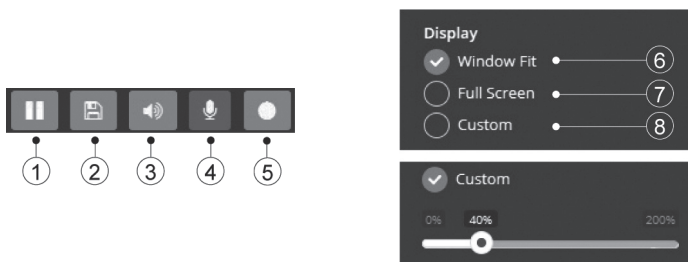 1 2 3 4 5
Display
Window Fit 6
Full Screen 7
Custom 8
Custom
0% 40% 200%